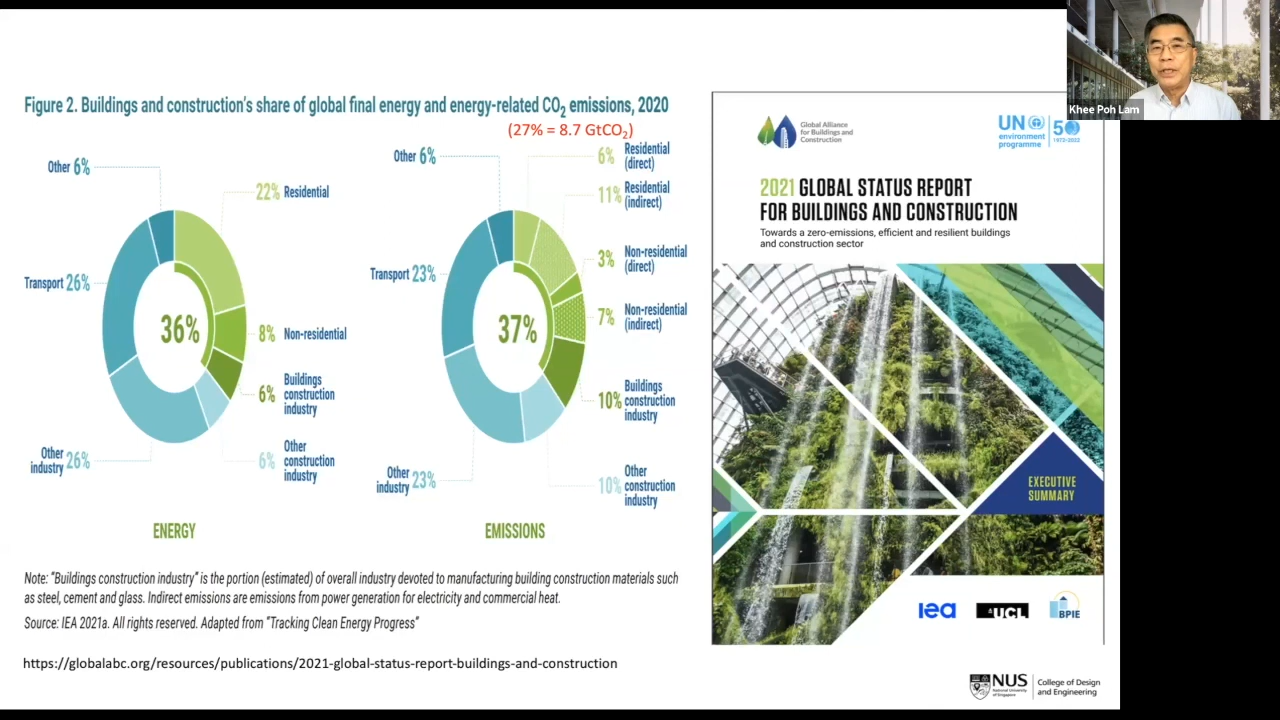 Khee Poh Lam
Figure 2. Buildings and construction's share of global final energy and energy-related CO₂ emissions, 2020
(27% = 8.7 GtCO₂)
Other 6%
22% Residential
Transport 26%
36%
8% Non-residential
6% Buildings
construction
industry
Other
industry 26%
6% Other
construction
industry
ENERGY
Other 6%
6% Residential
(direct)
11% Residential
(indirect)
Transport 23%
3% Non-residential
(direct)
37%
7% Non-residential
(indirect)
10% Buildings
construction
industry
Other
industry 23%
10% Other
construction
industry
EMISSIONS
Note: "Buildings construction industry" is the portion (estimated) of overall industry devoted to manufacturing building construction materials such
as steel, cement and glass. Indirect emissions are emissions from power generation for electricity and commercial heat.
Source: IEA 2021a. All rights reserved. Adapted from "Tracking Clean Energy Progress"
https://globalabc.org/resources/publications/2021-global-status-report-buildings-and-construction
Global Alliance
for Buildings and
Construction
UN
environment
programme
50
1972-2022
2021 GLOBAL STATUS REPORT
FOR BUILDINGS AND CONSTRUCTION
Towards a zero-emissions, efficient and resilient buildings
and construction sector
EXECUTIVE
SUMMARY
iea
UCL
BPIE
NUS
National University
of Singapore
College of Design
and Engineering